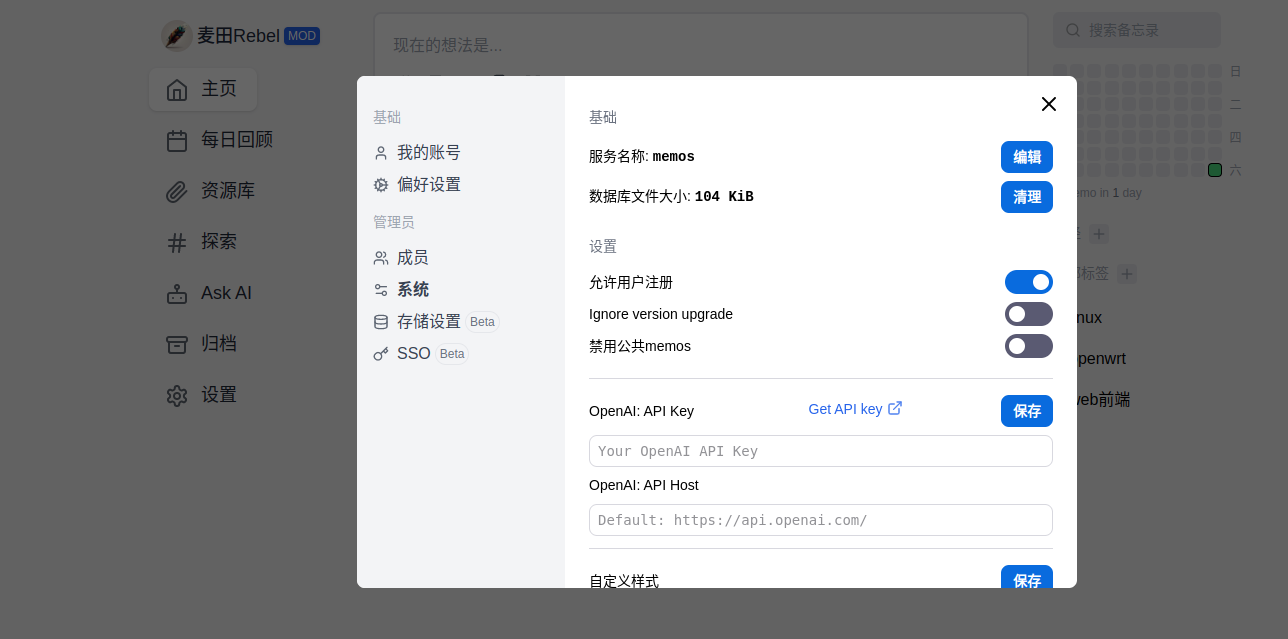 麦田Rebel MOD
主页
每日回顾
资源库
探索
Ask AI
归档
设置
现在的想法是...
搜索备忘录
日
二
四
六
emo in 1 day
标签
nux
openwrt
web前端
基础
我的账号
偏好设置
管理员
成员
系统
存储设置 Beta
SSO Beta
基础
服务名称: memos
编辑
数据库文件大小: 104 KiB
清理
设置
允许用户注册
Ignore version upgrade
禁用公共memos
OpenAI: API Key
Get API key
保存
Your OpenAI API Key
OpenAI: API Host
Default: https://api.openai.com/
自定义样式
保存